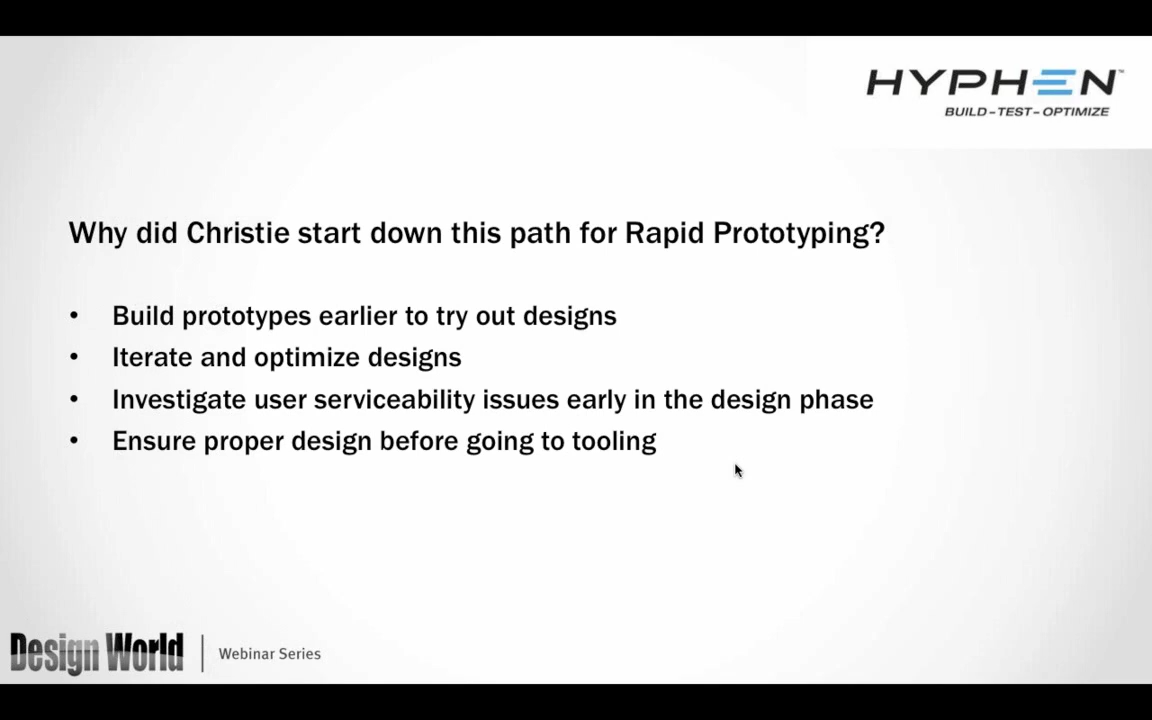 HYPHEN™
BUILD–TEST–OPTIMIZE
Why did Christie start down this path for Rapid Prototyping?
• Build prototypes earlier to try out designs
• Iterate and optimize designs
• Investigate user serviceability issues early in the design phase
• Ensure proper design before going to tooling
Design World | Webinar Series